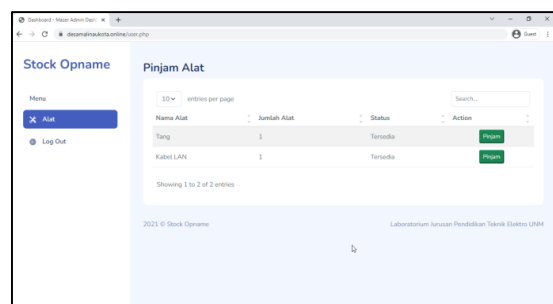 Dashboard - Mazer Admin Dash
desamalinaukota.online/user.php
Guest
Stock Opname
Menu
Alat
Log Out
Pinjam Alat
10 entries per page
Search...
Nama Alat Jumlah Alat Status Action
Tang 1 Tersedia Pinjam
Kabel LAN 1 Tersedia Pinjam
Showing 1 to 2 of 2 entries
2021 © Stock Opname
Laboratorium Jurusan Pendidikan Teknik Elektro UNM